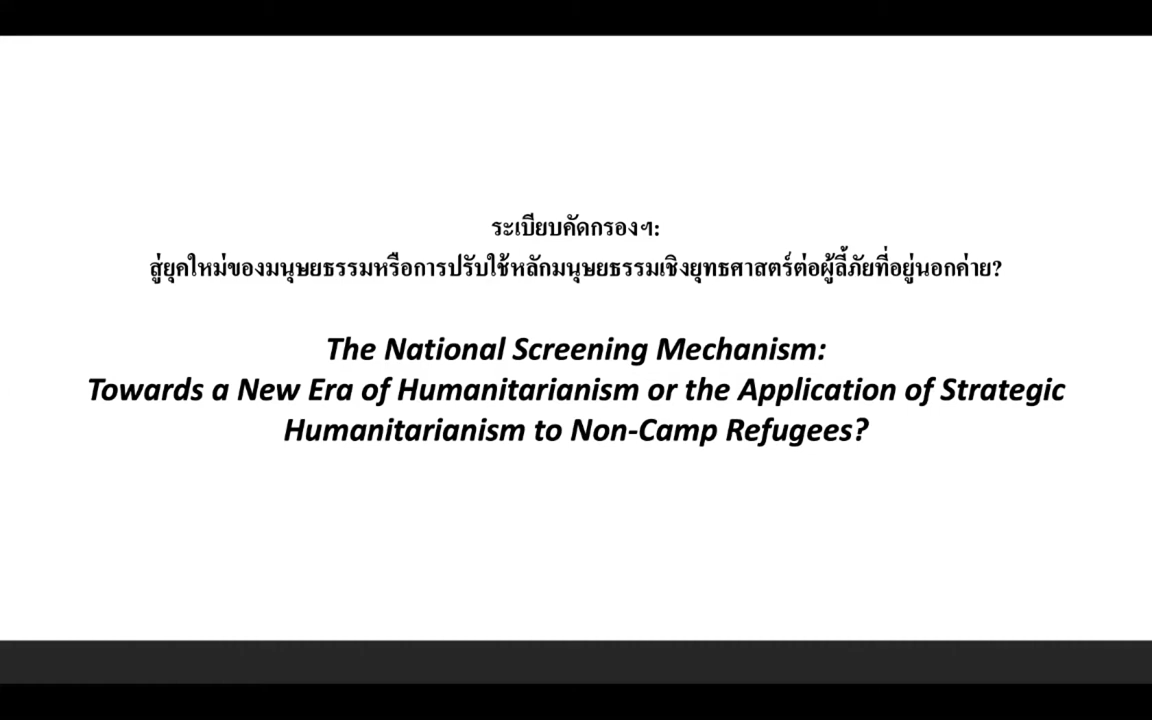 ระเบียบคัดกรองฯ:
สู่ยุคใหม่ของมนุษยธรรมหรือการปรับใช้หลักมนุษยธรรมเชิงยุทธศาสตร์ต่อผู้ลี้ภัยที่อยู่นอกค่าย?
The National Screening Mechanism:
Towards a New Era of Humanitarianism or the Application of Strategic
Humanitarianism to Non-Camp Refugees?